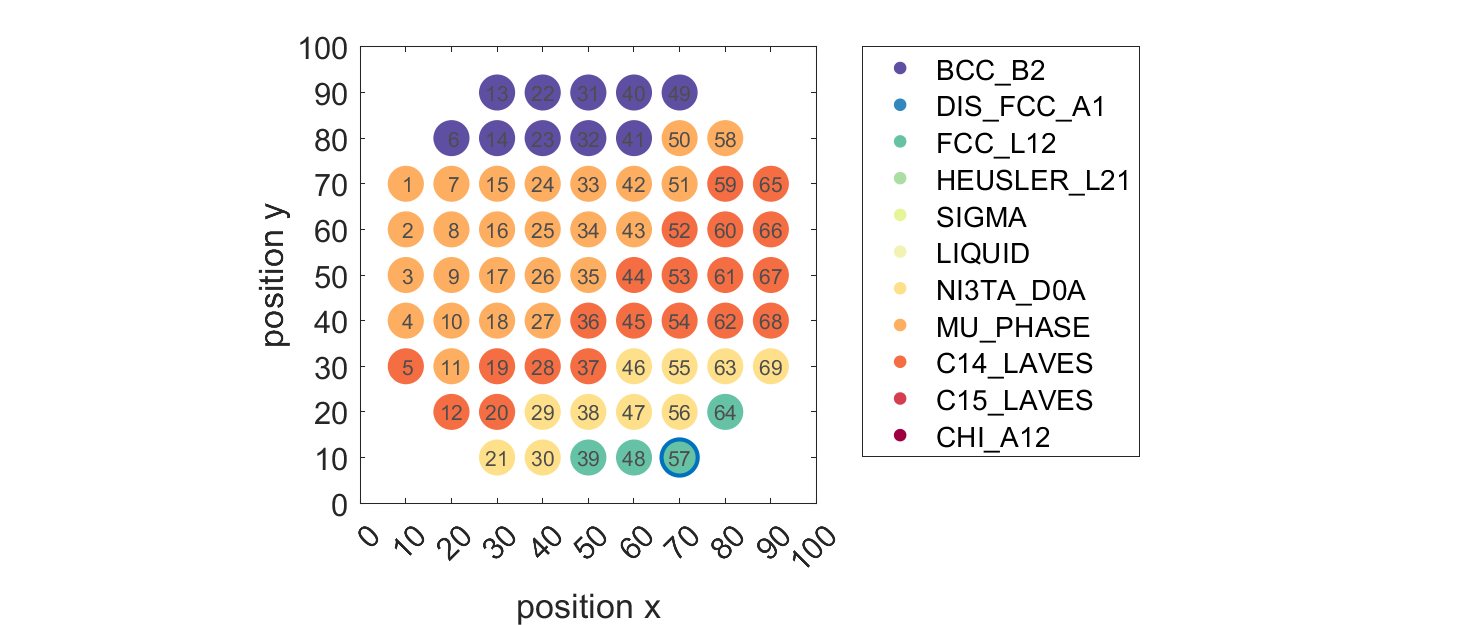 100
90
80
70
60
50
40
30
20
10
0
position y
13 22 31 40 49
6 14 23 32 41 50 58
1 7 15 24 33 42 51 59 65
2 8 16 25 34 43 52 60 66
3 9 17 26 35 44 53 61 67
4 10 18 27 36 45 54 62 68
5 11 19 28 37 46 55 63 69
12 20 29 38 47 56 64
21 30 39 48 57
0 10 20 30 40 50 60 70 80 90 100
position x
BCC_B2
DIS_FCC_A1
FCC_L12
HEUSLER_L21
SIGMA
LIQUID
NI3TA_D0A
MU_PHASE
C14_LAVES
C15_LAVES
CHI_A12